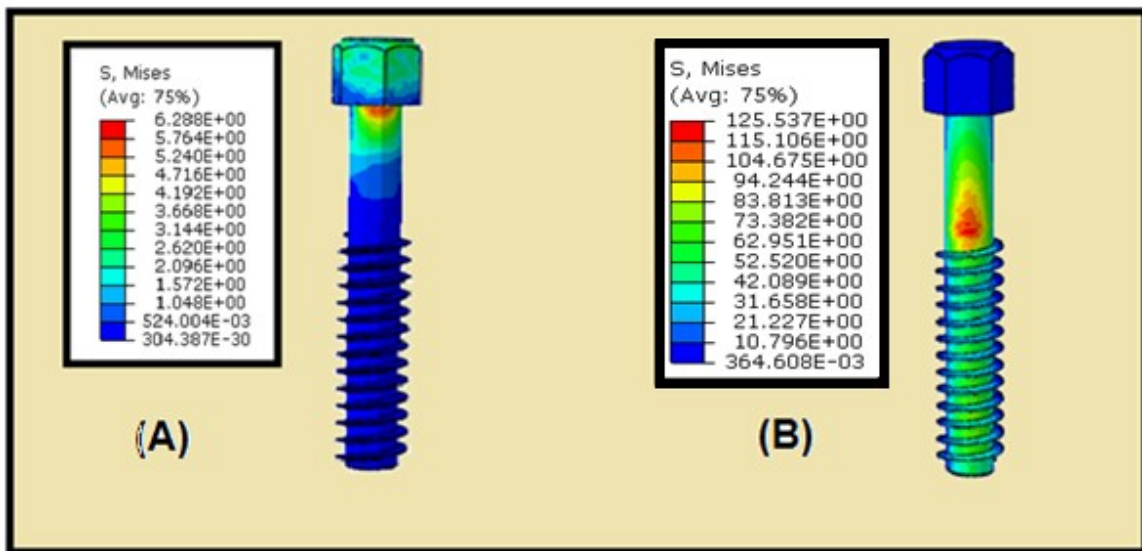 S, Mises
(Avg: 75%)
6.288E+00
5.764E+00
5.240E+00
4.716E+00
4.192E+00
3.668E+00
3.144E+00
2.620E+00
2.096E+00
1.572E+00
1.048E+00
524.004E-03
304.387E-30
(A)
S, Mises
(Avg: 75%)
125.537E+00
115.106E+00
104.675E+00
94.244E+00
83.813E+00
73.382E+00
62.951E+00
52.520E+00
42.089E+00
31.658E+00
21.227E+00
10.796E+00
364.608E-03
(B)